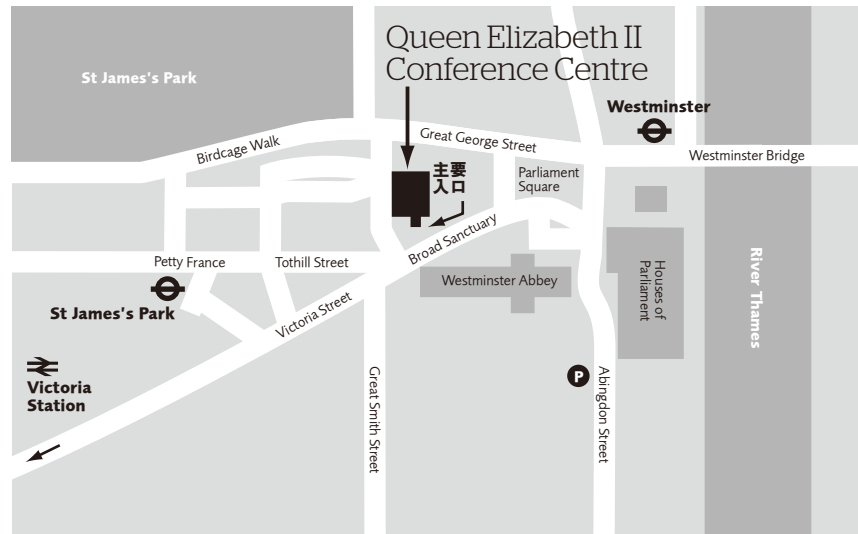 Queen Elizabeth II
Conference Centre
St James's Park
Westminster
Birdcage Walk
Great George Street
Westminster Bridge
主要
入口
Parliament
Square
Broad Sanctuary
Petty France
Tothill Street
Westminster Abbey
Houses of
Parliament
River Thames
St James's Park
Victoria Street
Victoria
Station
Great Smith Street
P
Abingdon Street